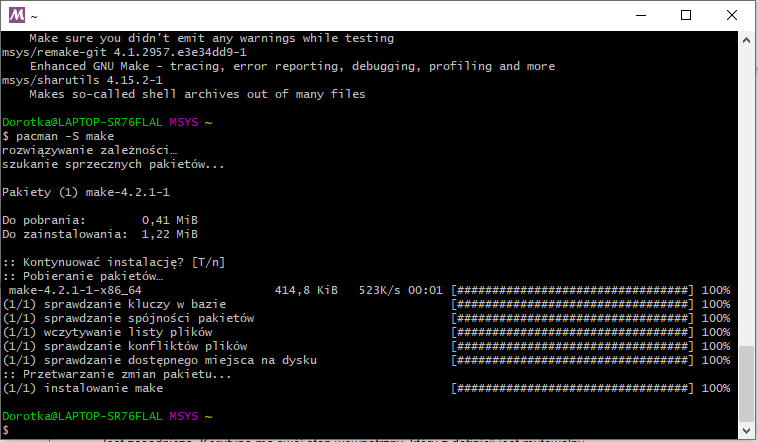 ~
Make sure you didn't emit any warnings while testing
msys/remake-git 4.1.2957.e3e34dd9-1
Enhanced GNU Make - tracing, error reporting, debugging, profiling and more
msys/sharutils 4.15.2-1
Makes so-called shell archives out of many files
Dorotka@LAPTOP-SR76FLAL MSYS ~
$ pacman -S make
rozwiązywanie zależności…
szukanie sprzecznych pakietów...
Pakiety (1) make-4.2.1-1
Do pobrania: 0,41 MiB
Do zainstalowania: 1,22 MiB
:: Kontynuować instalację? [T/n]
:: Pobieranie pakietów…
make-4.2.1-1-x86_64 414,8 KiB 523K/s 00:01 [#################################] 100%
(1/1) sprawdzanie kluczy w bazie [#################################] 100%
(1/1) sprawdzanie spójności pakietów [#################################] 100%
(1/1) wczytywanie listy plików [#################################] 100%
(1/1) sprawdzanie konfliktów plików [#################################] 100%
(1/1) sprawdzanie dostępnego miejsca na dysku [#################################] 100%
:: Przetwarzanie zmian pakietu...
(1/1) instalowanie make [#################################] 100%
Dorotka@LAPTOP-SR76FLAL MSYS ~
$